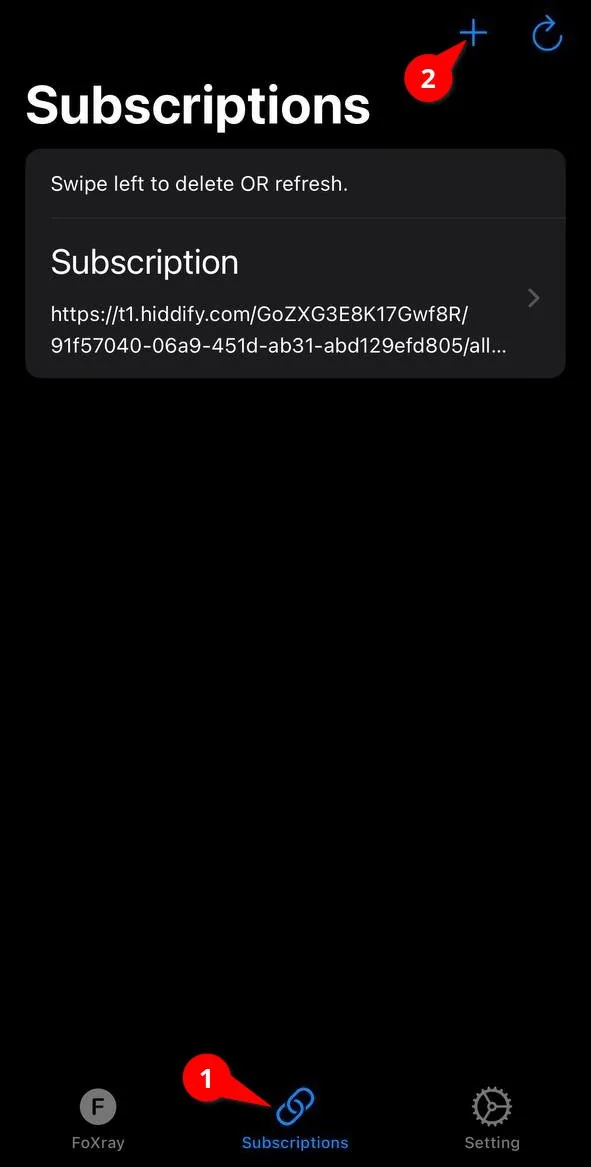 2
Subscriptions
Swipe left to delete OR refresh.
Subscription
https://t1.hiddify.com/GoZXG3E8K17Gwf8R/
91f57040-06a9-451d-ab31-abd129efd805/all...
1
F
FoXray
Subscriptions
Setting